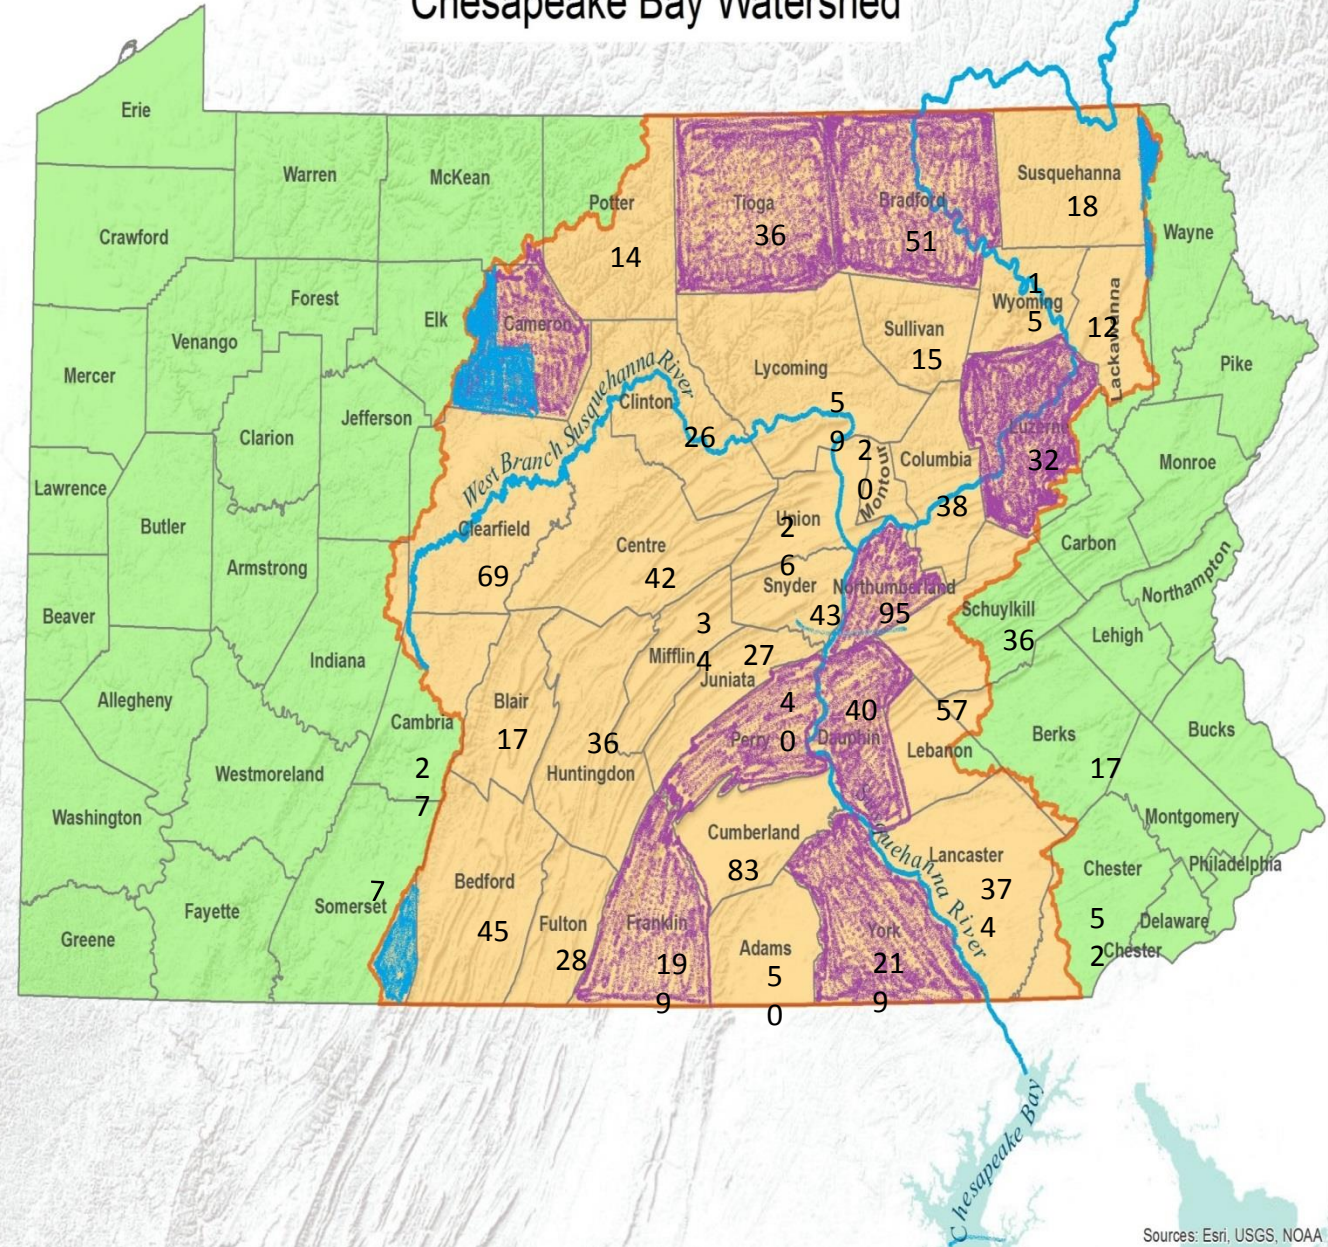 Chesapeake Bay Watershed
Erie
Warren
McKean
Potter
14
Tioga
36
Bradford
51
Susquehanna
18
Wayne
Crawford
Forest
Elk
Cameron
Wyoming
1
5
12
Lackawanna
Venango
Mercer
Sullivan
15
Lycoming
5
9
Pike
Jefferson
Clarion
Clinton
26
West Branch Susquehanna River
Luzerne
32
2
0
Montour
Columbia
38
Monroe
Lawrence
Butler
Clearfield
69
Centre
42
Union
2
6
Carbon
Armstrong
Snyder
43
Northumberland
95
Schuylkill
36
Northampton
Beaver
Lehigh
Indiana
3
4
Mifflin
27
Juniata
Allegheny
Blair
17
Cambria
2
7
36
Huntingdon
4
0
Perry
40
Dauphin
57
Lebanon
Berks
17
Bucks
Westmoreland
Washington
Cumberland
83
Susquehanna River
Lancaster
37
4
Montgomery
Chester
Philadelphia
7
Somerset
Bedford
45
Fulton
28
Franklin
19
9
Adams
5
0
York
21
9
5
2
Delaware
Chester
Fayette
Greene
Chesapeake Bay
Sources: Esri, USGS, NOAA